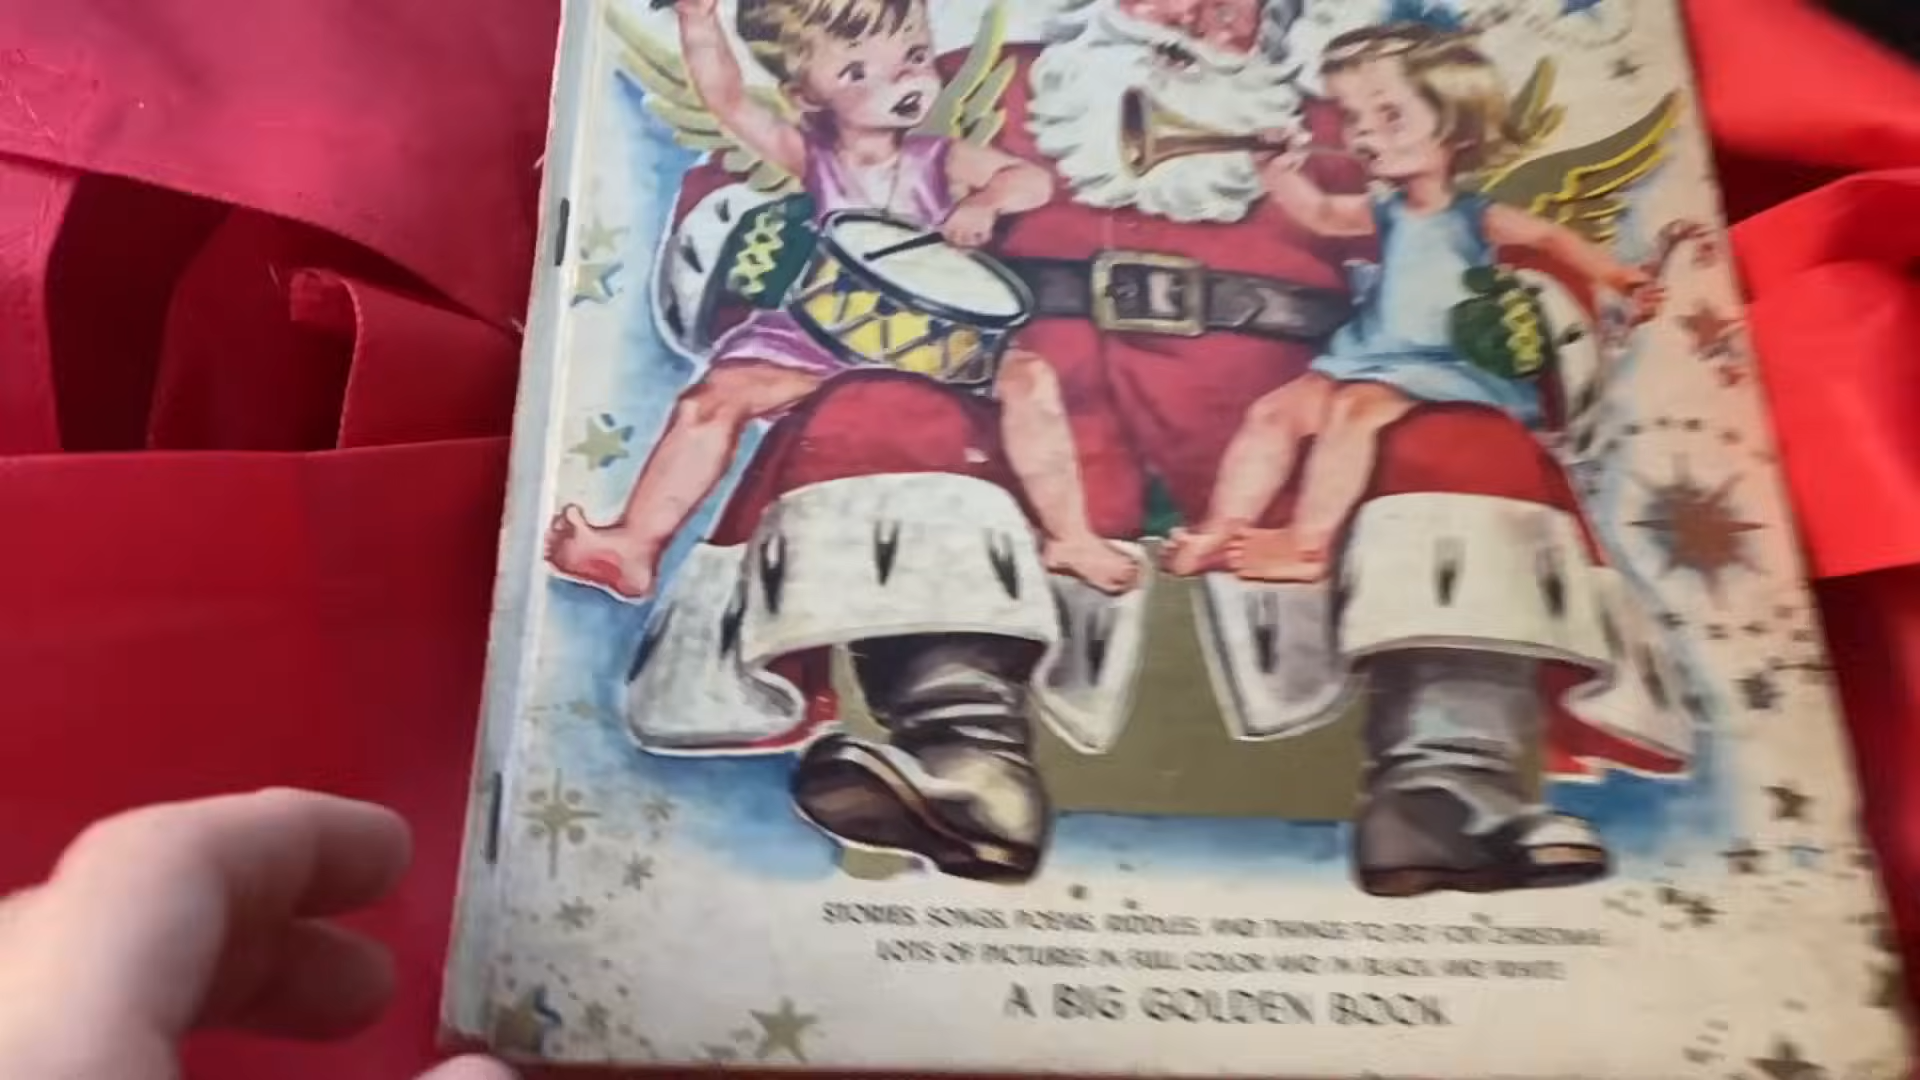 STORIES, SONGS, POEMS, RIDDLES, AND THINGS TO DO FOR CHRISTMAS
LOTS OF PICTURES IN FULL COLOR AND IN BLACK AND WHITE
A BIG GOLDEN BOOK